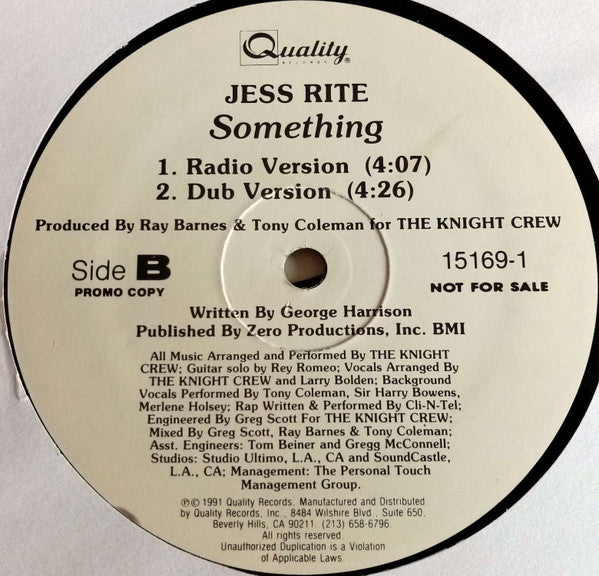 Quality
RECORDS ®
JESS RITE
Something
1. Radio Version (4:07)
2. Dub Version (4:26)
Produced By Ray Barnes & Tony Coleman for THE KNIGHT CREW
Side B
PROMO COPY
15169-1
NOT FOR SALE
Written By George Harrison
Published By Zero Productions, Inc. BMI
All Music Arranged and Performed By THE KNIGHT
CREW; Guitar solo by Rey Romeo; Vocals Arranged By
THE KNIGHT CREW and Larry Bolden; Background
Vocals Performed By Tony Coleman, Sir Harry Bowens,
Merlene Holsey; Rap Written & Performed By Cli-N-Tel;
Engineered By Greg Scott For THE KNIGHT CREW;
Mixed By Greg Scott, Ray Barnes & Tony Coleman;
Asst. Engineers: Tom Beiner and Gregg McConnell;
Studios: Studio Ultimo, L.A., CA and SoundCastle,
L.A., CA; Management: The Personal Touch
Management Group.
℗© 1991 Quality Records, Manufactured and Distributed
by Quality Records, Inc., 8484 Wilshire Blvd., Suite 650,
Beverly Hills, CA 90211 (213) 658-6796
All rights reserved.
Unauthorized Duplication is a Violation
of Applicable Laws